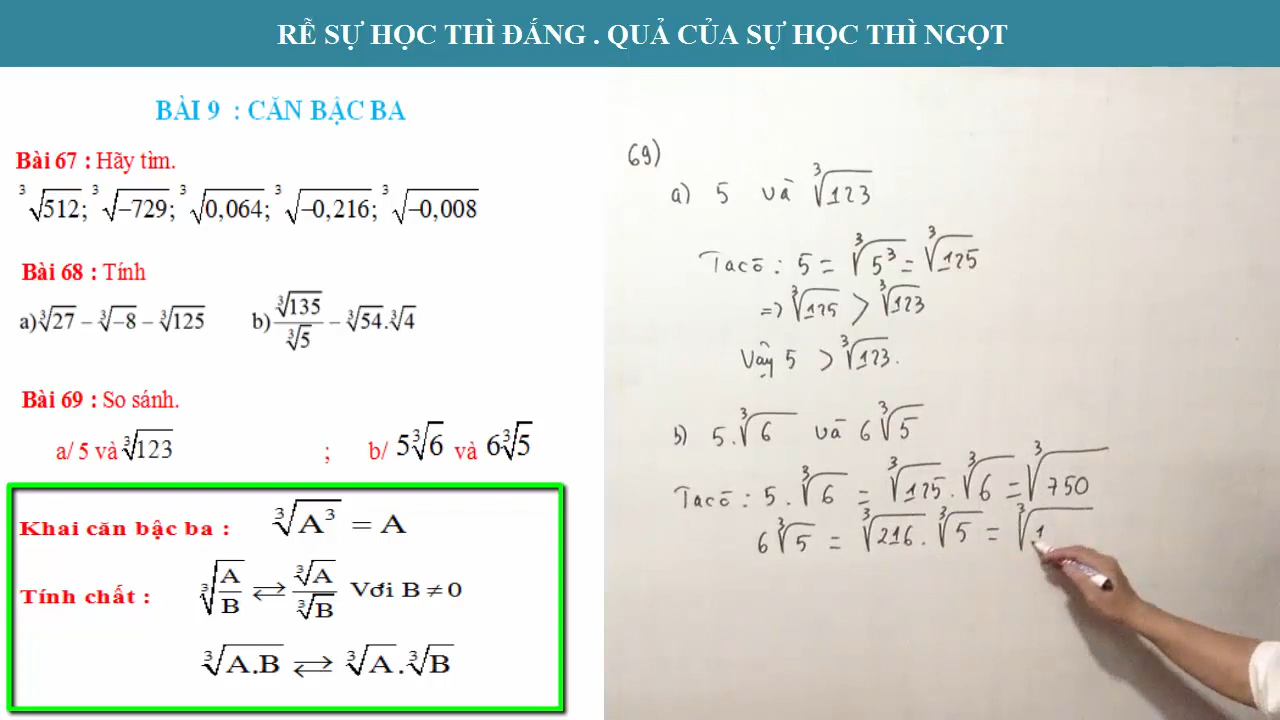 RỄ SỰ HỌC THÌ ĐẮNG . QUẢ CỦA SỰ HỌC THÌ NGỌT
BÀI 9 : CĂN BẬC BA
Bài 67 : Hãy tìm.
∛512; ∛−729; ∛0,064; ∛−0,216; ∛−0,008
Bài 68 : Tính
a)∛27 − ∛−8 − ∛125 b) ∛135/∛5 − ∛54.∛4
Bài 69 : So sánh.
a/ 5 và ∛123 ; b/ 5∛6 và 6∛5
Khai căn bậc ba : ∛A³ = A
Tính chất : ∛(A/B) ⇄ ∛A/∛B Với B ≠ 0
∛A.B ⇄ ∛A.∛B
69)
a) 5 và ∛123
Ta có : 5 = ∛5³ = ∛125
=> ∛125 > ∛123
Vậy 5 > ∛123.
b) 5.∛6 và 6∛5
Ta có : 5.∛6 = ∛125.∛6 = ∛750
6∛5 = ∛216.∛5 = ∛1